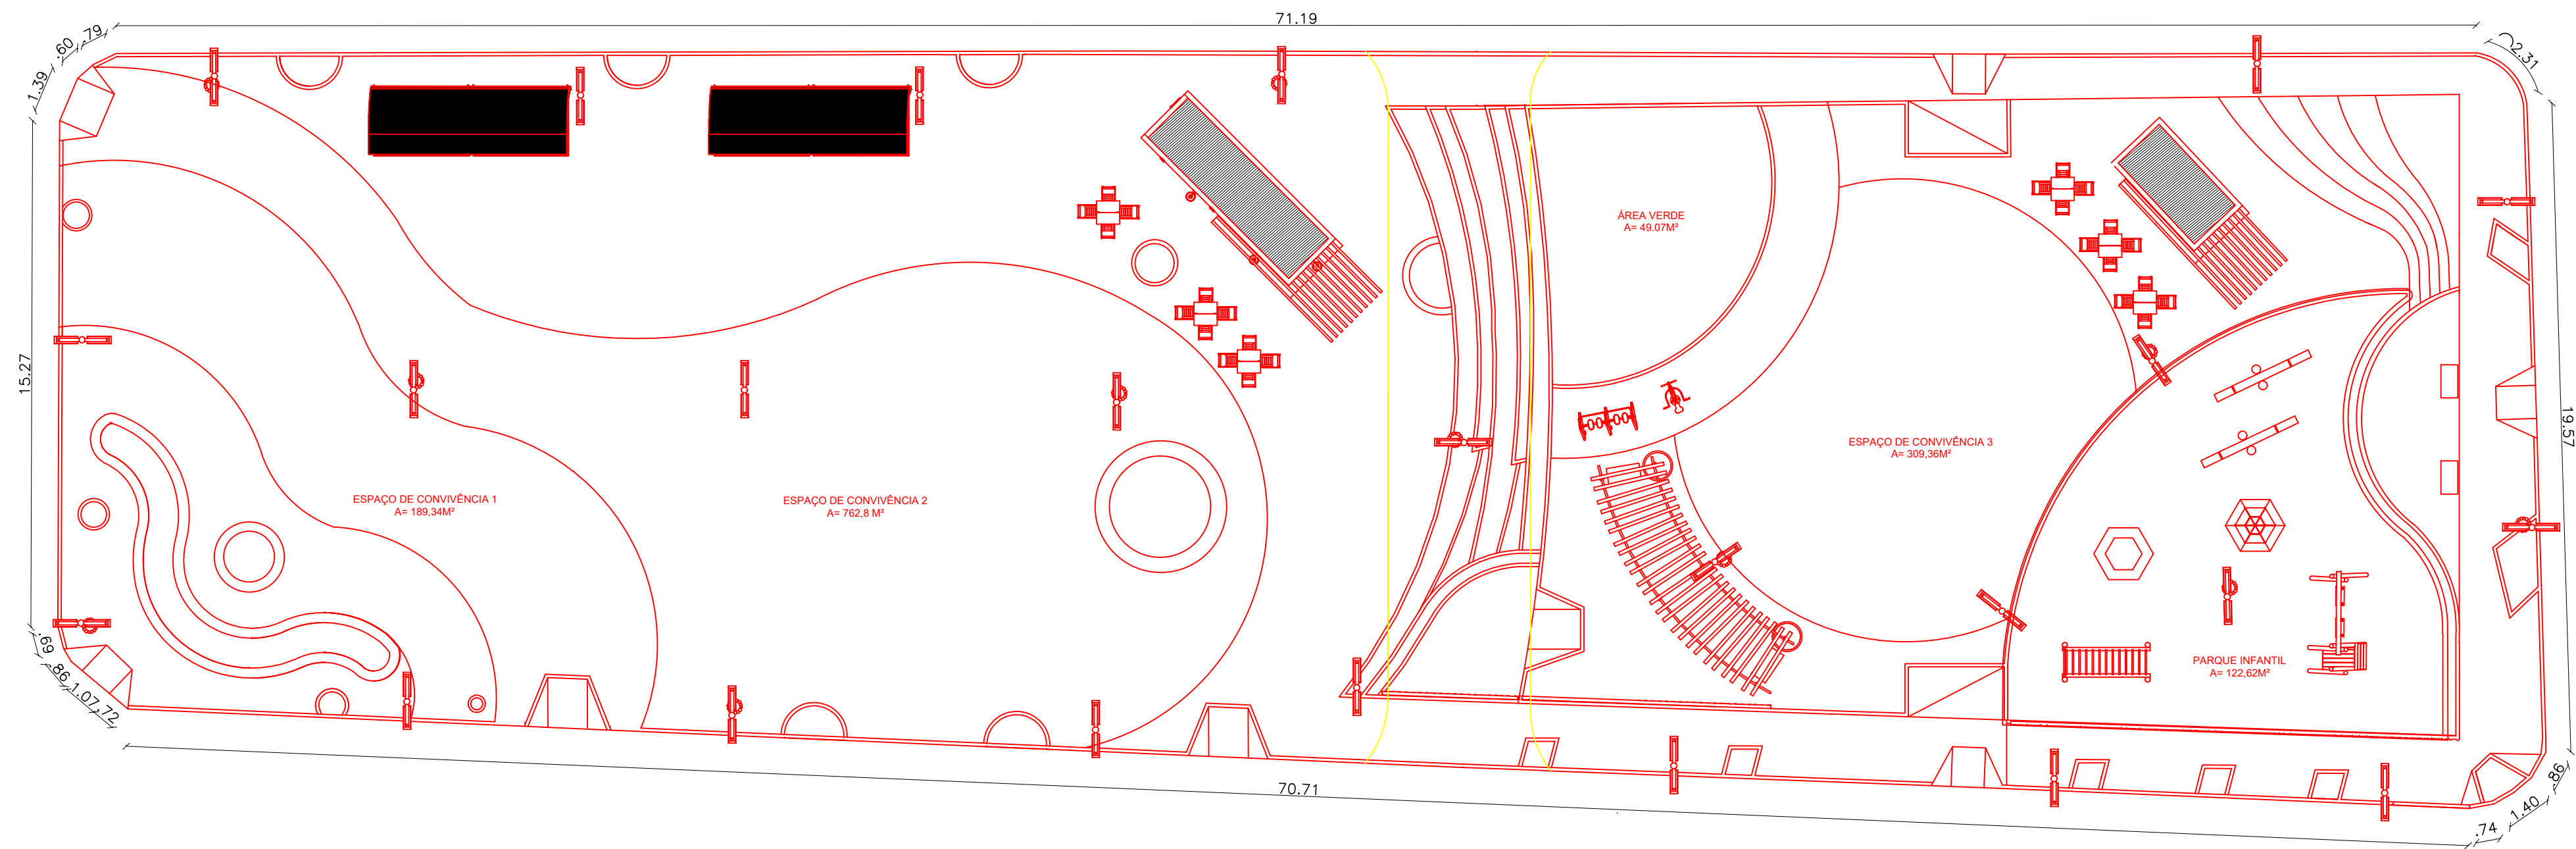 71.19
.79
.60
1.39
2.31
15.27
19.57
ÁREA VERDE
A= 49.07M²
ESPAÇO DE CONVIVÊNCIA 3
A= 309,36M²
ESPAÇO DE CONVIVÊNCIA 1
A= 189,34M²
ESPAÇO DE CONVIVÊNCIA 2
A= 762,8 M²
PARQUE INFANTIL
A= 122,62M²
.69
.86
1.07
.72
70.71
.86
1.40
.74